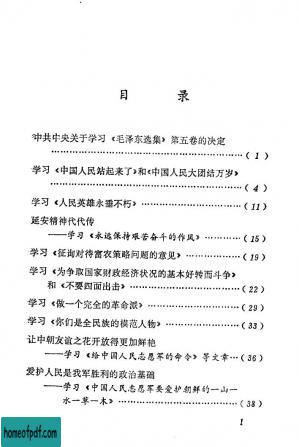 目 录
中共中央关于学习《毛泽东选集》第五卷的决定
……(1)
学习《中国人民站起来了》和《中国人民大团结万岁》
……(4)
学习《人民英雄永垂不朽》……(11)
延安精神代代传
——学习《永远保持艰苦奋斗的作风》……(15)
学习《征询对待富农策略问题的意见》……(19)
学习《为争取国家财政经济状况的基本好转而斗争》
和《不要四面出击》……(22)
学习《做一个完全的革命派》……(29)
学习《你们是全民族的模范人物》……(33)
让中朝友谊之花开放得更加鲜艳
——学习《给中国人民志愿军的命令》等文章…(36)
爱护人民是我军胜利的政治基础
——学习《中国人民志愿军要爱护朝鲜的一山一
水一草一木》……(38)
1
homeofpdf.com